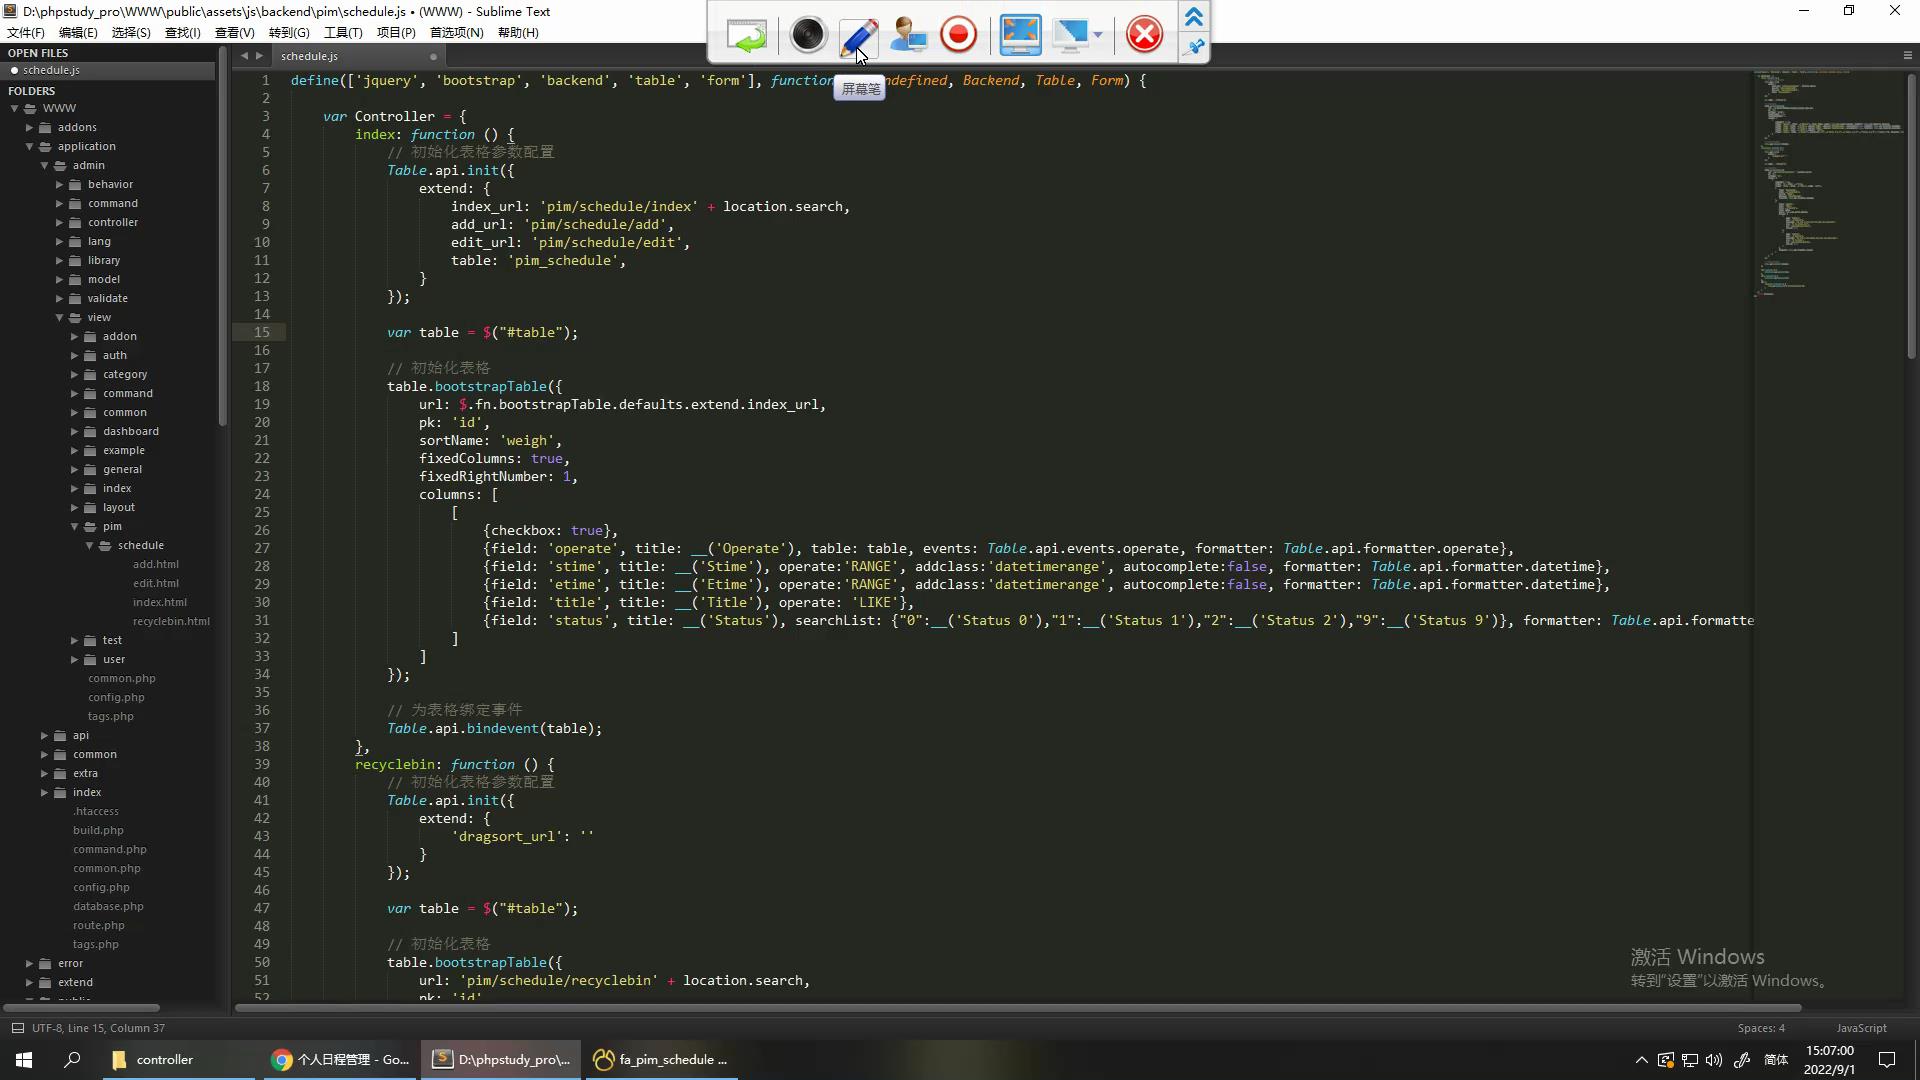 D:\phpstudy_pro\WWW\public\assets\js\backend\pim\schedule.js • (WWW) - Sublime Text
文件(F) 编辑(E) 选择(S) 查找(I) 查看(V) 转到(G) 工具(T) 项目(P) 首选项(N) 帮助(H)
屏幕笔
OPEN FILES
schedule.js
FOLDERS
WWW
addons
application
admin
behavior
command
controller
lang
library
model
validate
view
addon
auth
category
command
common
dashboard
example
general
index
layout
pim
schedule
add.html
edit.html
index.html
recyclebin.html
test
user
common.php
config.php
tags.php
api
common
extra
index
.htaccess
build.php
command.php
common.php
config.php
database.php
route.php
tags.php
error
extend
schedule.js
1 define(['jquery', 'bootstrap', 'backend', 'table', 'form'], function ndefined, Backend, Table, Form) {
2
3 var Controller = {
4 index: function () {
5 // 初始化表格参数配置
6 Table.api.init({
7 extend: {
8 index_url: 'pim/schedule/index' + location.search,
9 add_url: 'pim/schedule/add',
10 edit_url: 'pim/schedule/edit',
11 table: 'pim_schedule',
12 }
13 });
14
15 var table = $("#table");
16
17 // 初始化表格
18 table.bootstrapTable({
19 url: $.fn.bootstrapTable.defaults.extend.index_url,
20 pk: 'id',
21 sortName: 'weigh',
22 fixedColumns: true,
23 fixedRightNumber: 1,
24 columns: [
25 [
26 {checkbox: true},
27 {field: 'operate', title: __('Operate'), table: table, events: Table.api.events.operate, formatter: Table.api.formatter.operate},
28 {field: 'stime', title: __('Stime'), operate:'RANGE', addclass:'datetimerange', autocomplete:false, formatter: Table.api.formatter.datetime},
29 {field: 'etime', title: __('Etime'), operate:'RANGE', addclass:'datetimerange', autocomplete:false, formatter: Table.api.formatter.datetime},
30 {field: 'title', title: __('Title'), operate: 'LIKE'},
31 {field: 'status', title: __('Status'), searchList: {"0":__('Status 0'),"1":__('Status 1'),"2":__('Status 2'),"9":__('Status 9')}, formatter: Table.api.formatte
32 ]
33 ]
34 });
35
36 // 为表格绑定事件
37 Table.api.bindevent(table);
38 },
39 recyclebin: function () {
40 // 初始化表格参数配置
41 Table.api.init({
42 extend: {
43 'dragsort_url': ''
44 }
45 });
46
47 var table = $("#table");
48
49 // 初始化表格
50 table.bootstrapTable({
51 url: 'pim/schedule/recyclebin' + location.search,
52 pk: 'id'
激活 Windows
转到“设置”以激活 Windows。
UTF-8, Line 15, Column 37
Spaces: 4
JavaScript
controller
个人日程管理 - Go...
D:\phpstudy_pro\...
fa_pim_schedule ...
简体
15:07:00
2022/9/1